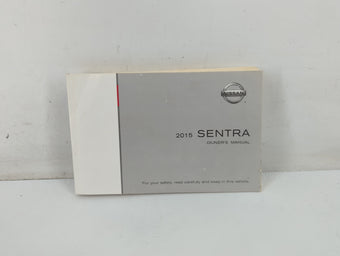 NISSAN
2015 SENTRA
OWNER'S MANUAL
For your safety, read carefully and keep in this vehicle.